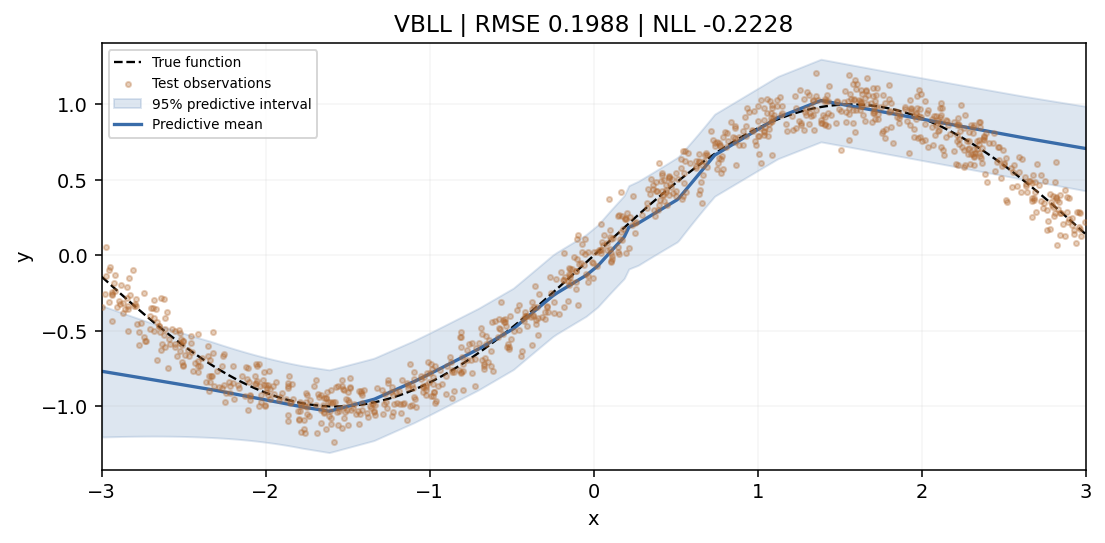 VBLL | RMSE 0.1988 | NLL -0.2228
True function
Test observations
95% predictive interval
Predictive mean
1.0
0.5
0.0
−0.5
−1.0
y
−3 −2 −1 0 1 2 3
x